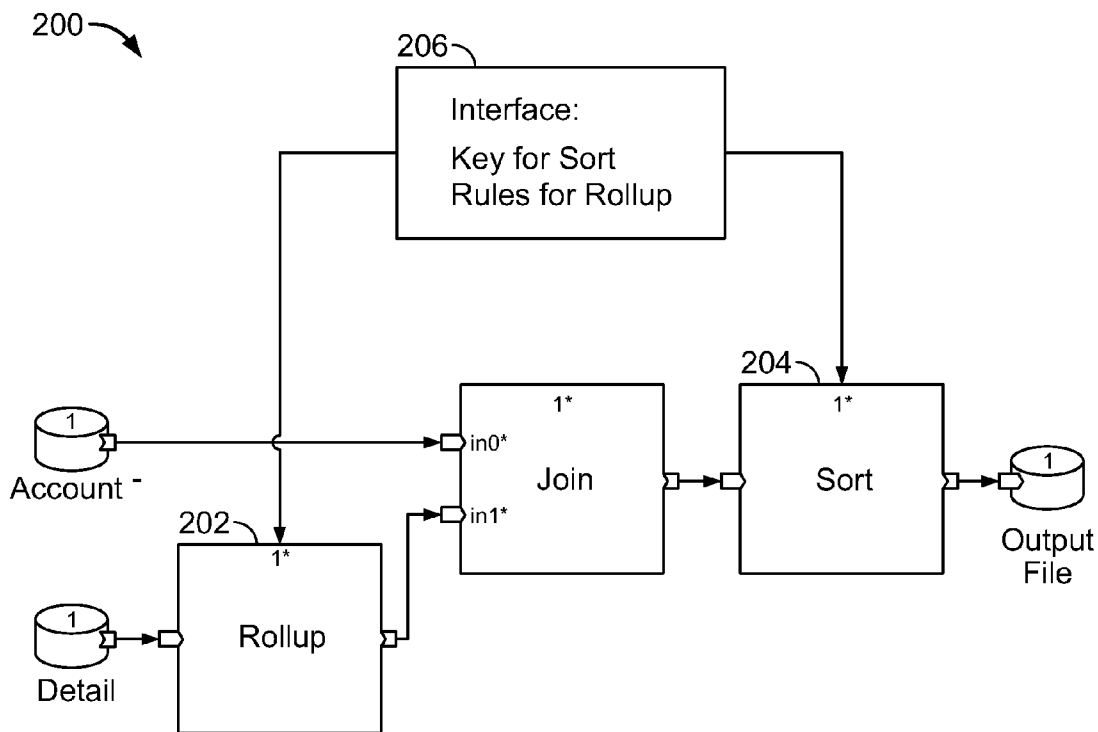 200
206
Interface:
Key for Sort
Rules for Rollup
204
1*
1*
1
in0*
Join
Sort
1
Account -
in1*
202
1*
Output
File
1
Rollup
Detail